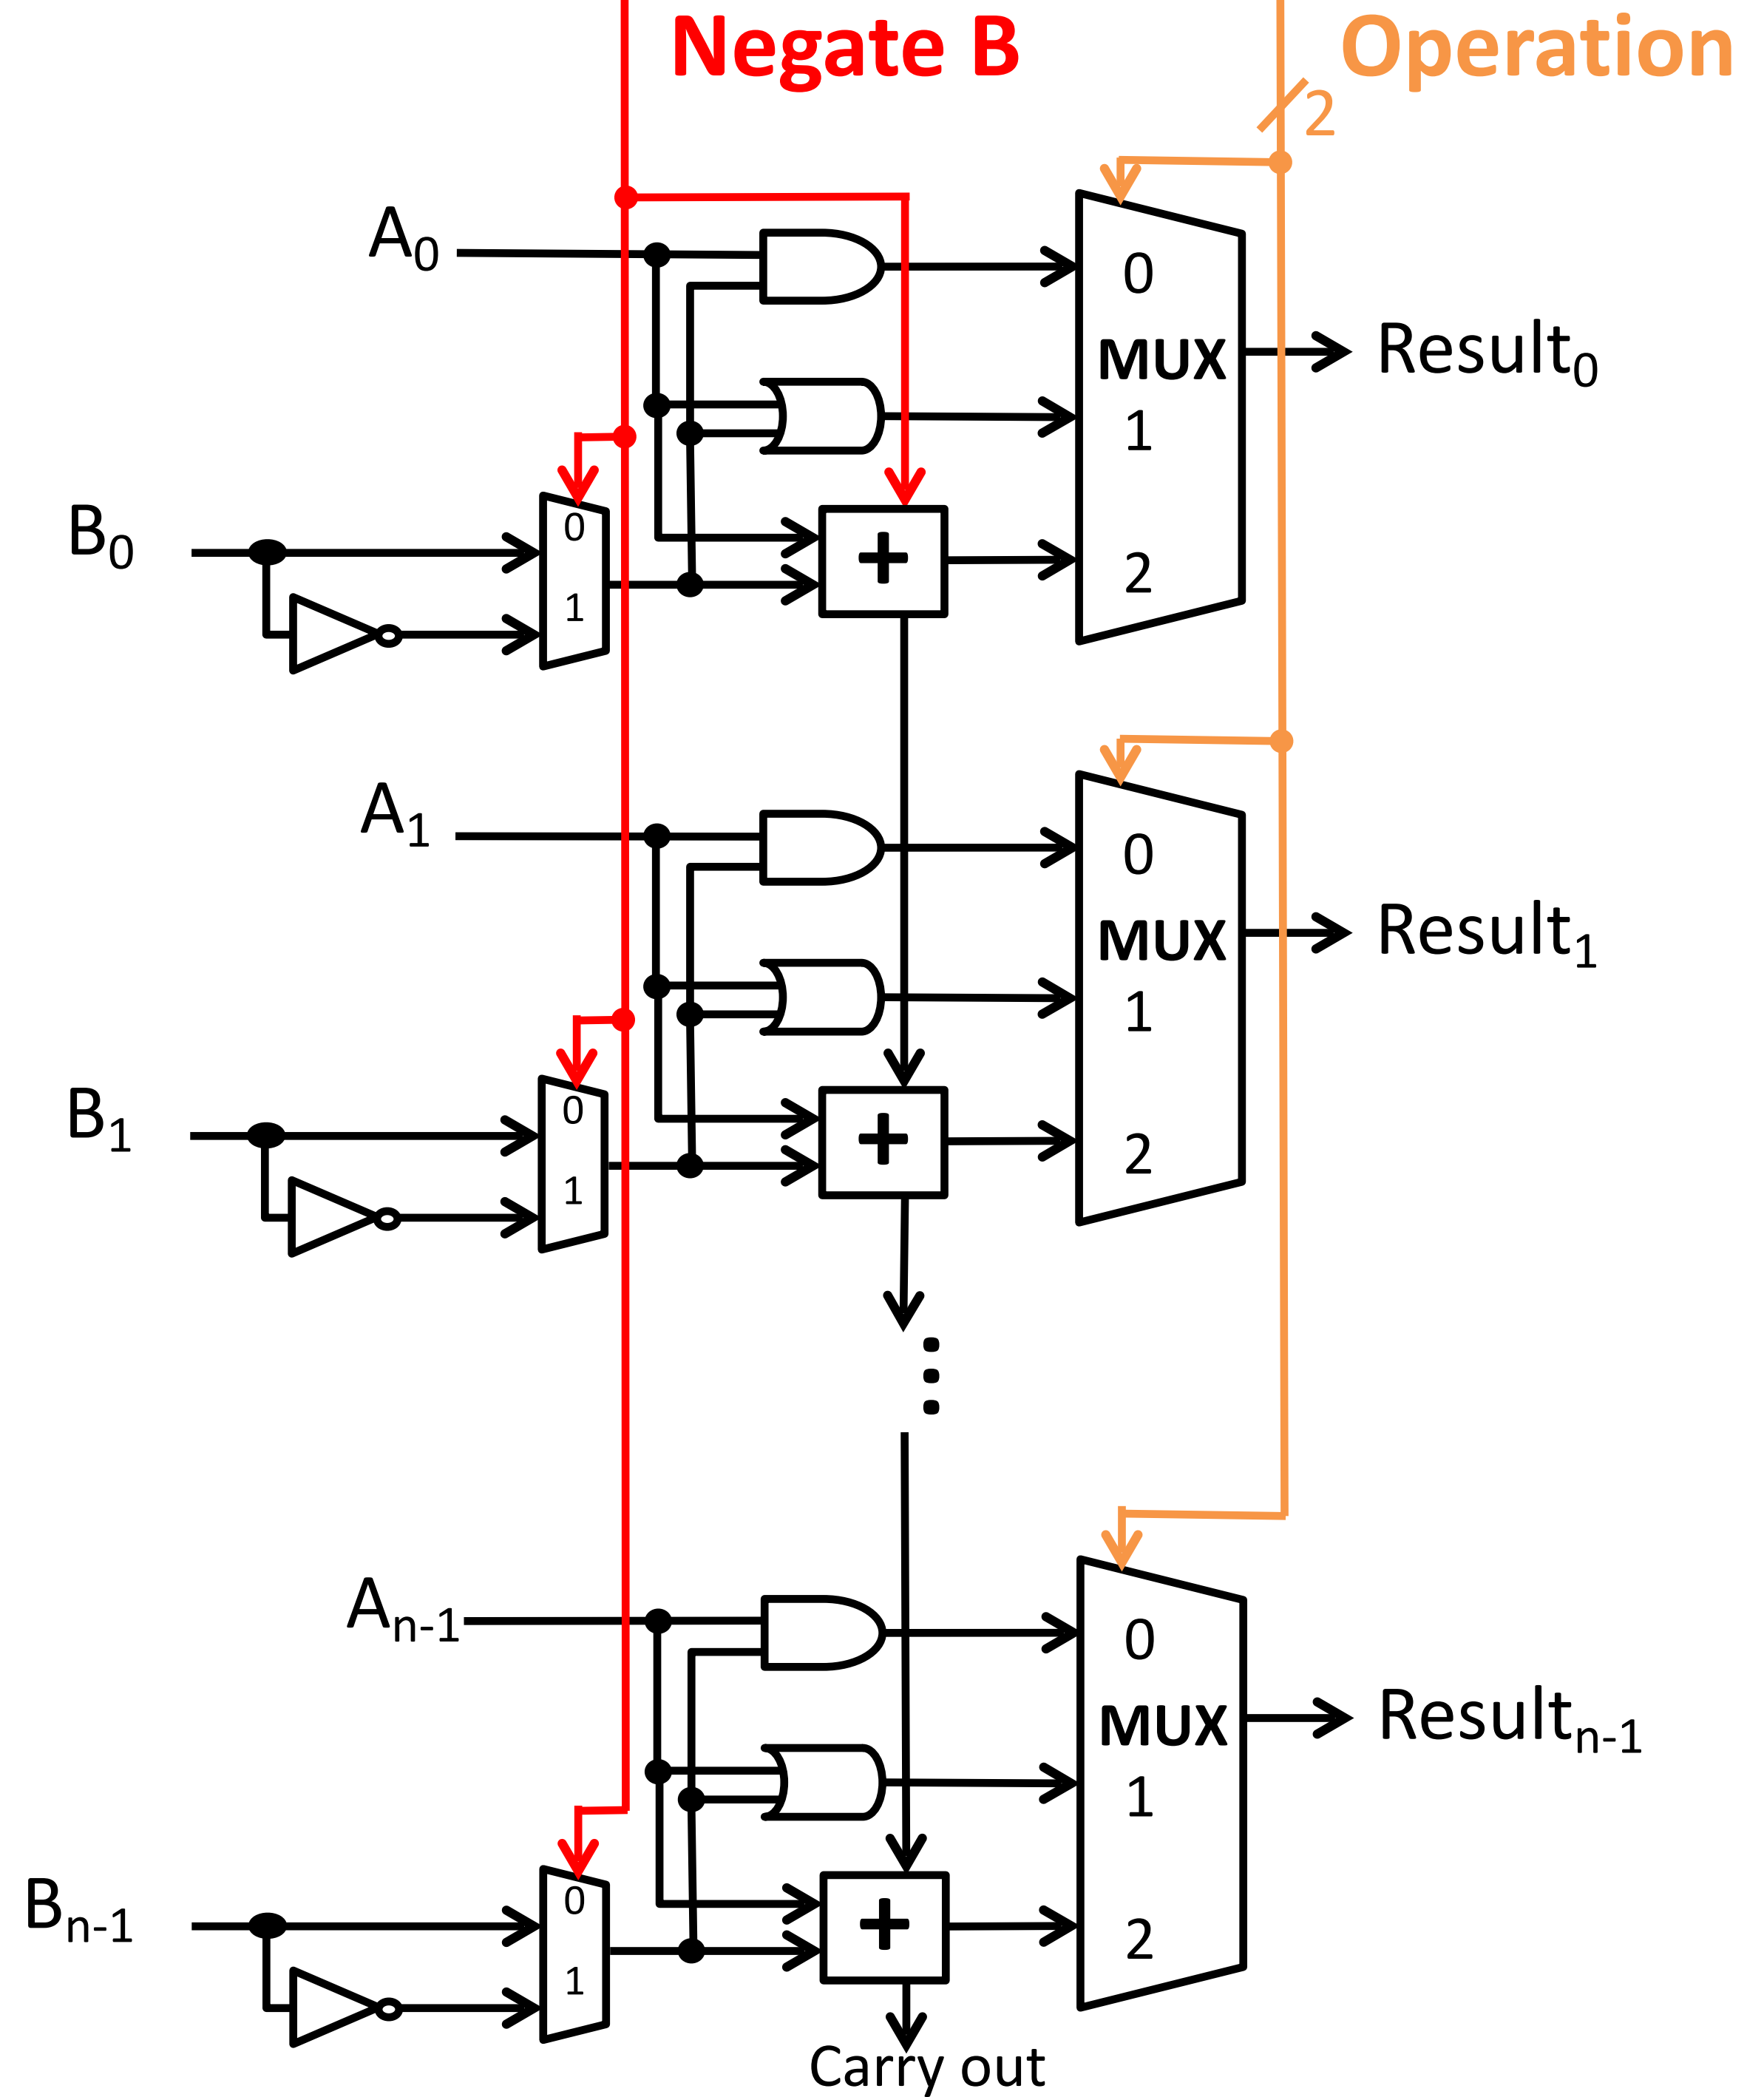 Negate B
Operation
2
A0
0
MUX
Result0
1
B0
0
+
2
1
A1
0
MUX
Result1
1
B1
0
+
2
1
An-1
0
MUX
Resultn-1
1
Bn-1
0
+
2
1
Carry out